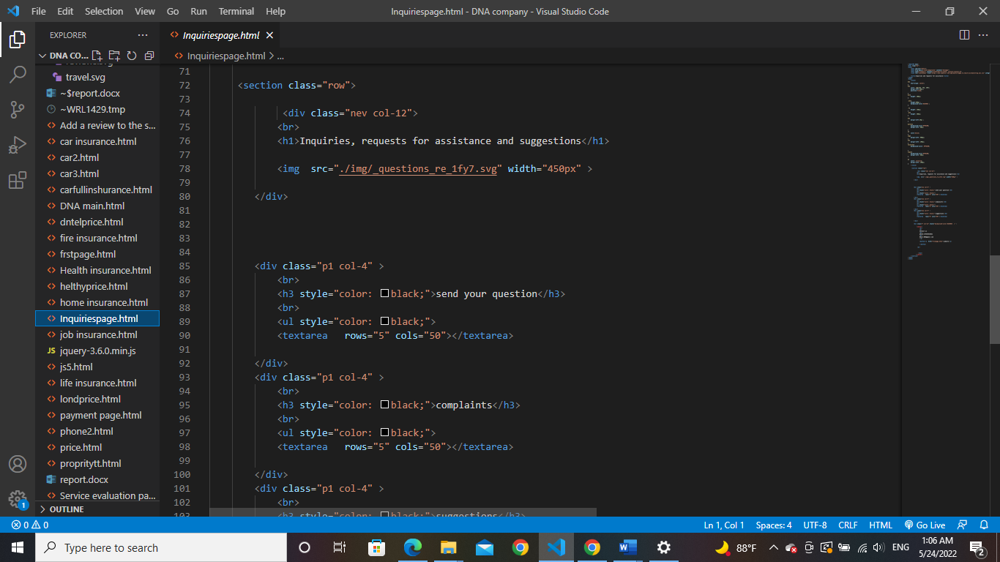 File Edit Selection View Go Run Terminal Help Inquiriespage.html - DNA company - Visual Studio Code
EXPLORER
DNA CO...
travel.svg
~$report.docx
~WRL1429.tmp
Add a review to the s...
car insurance.html
car2.html
car3.html
carfullinshurance.html
DNA main.html
dntelprice.html
fire insurance.html
frstpage.html
Health insurance.html
helthyprice.html
home insurance.html
Inquiriespage.html
job insurance.html
JS jquery-3.6.0.min.js
js5.html
life insurance.html
londprice.html
payment page.html
phone2.html
price.html
propritytt.html
report.docx
Service evaluation pa...
OUTLINE
Inquiriespage.html
Inquiriespage.html > ...
71
72 <section class="row">
73
74 <div class="nev col-12">
75 <br>
76 <h1>Inquiries, requests for assistance and suggestions</h1>
77
78 <img  src="./img/_questions_re_1fy7.svg" width="450px" >
79
80 </div>
81
82
83
84
85 <div class="p1 col-4" >
86 <br>
87 <h3 style="color: black;">send your question</h3>
88 <br>
89 <ul style="color: black;">
90 <textarea   rows="5" cols="50"></textarea>
91
92 </div>
93 <div class="p1 col-4" >
94 <br>
95 <h3 style="color: black;">complaints</h3>
96 <br>
97 <ul style="color: black;">
98 <textarea   rows="5" cols="50"></textarea>
99
100 </div>
101 <div class="p1 col-4" >
102 <br>
103 <h3 style="color: black;">suggestions</h3>
1
0 0 Ln 1, Col 1 Spaces: 4 UTF-8 CRLF HTML Go Live
Type here to search
W
88°F
ENG
1:06 AM
5/24/2022
2